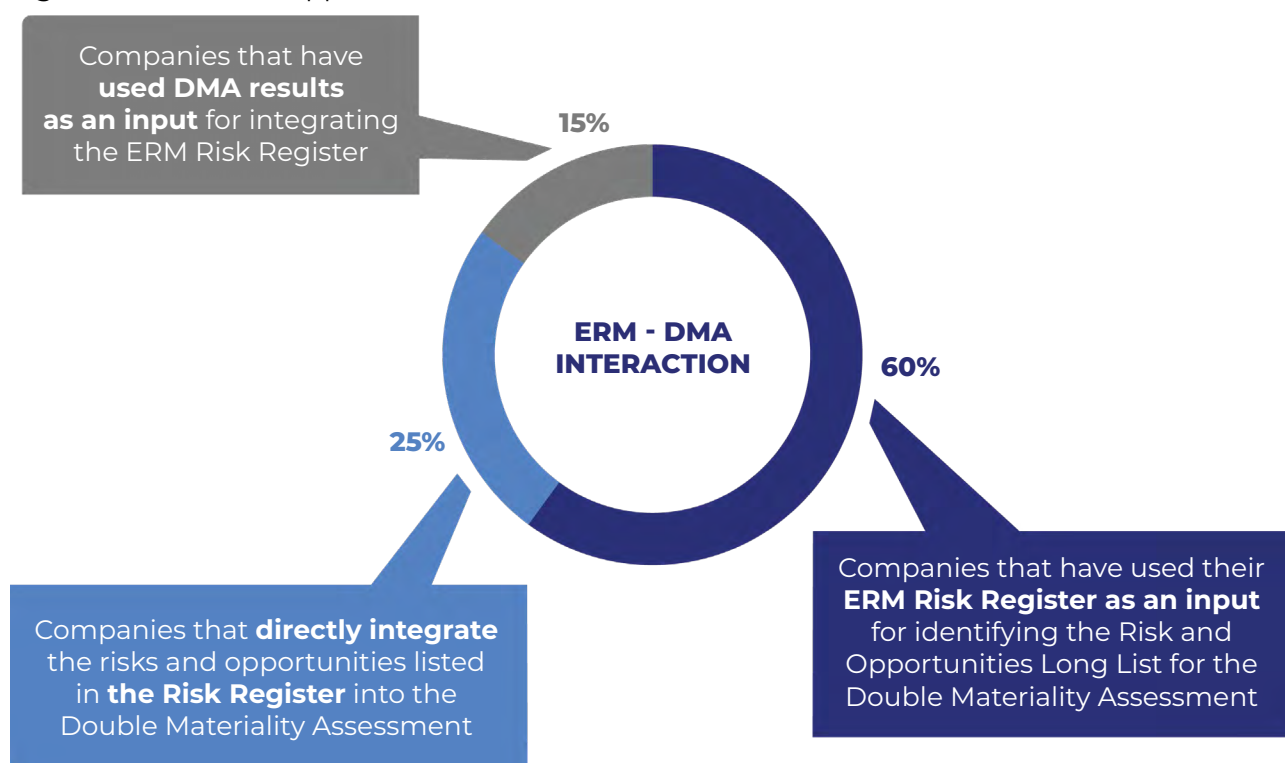 Companies that have
used DMA results
as an input for integrating
the ERM Risk Register
15%
ERM - DMA
INTERACTION
60%
25%
Companies that directly integrate
the risks and opportunities listed
in the Risk Register into the
Double Materiality Assessment
Companies that have used their
ERM Risk Register as an input
for identifying the Risk and
Opportunities Long List for the
Double Materiality Assessment